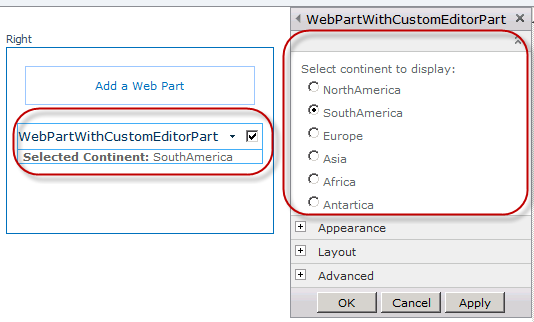 Right
Add a Web Part
WebPartWithCustomEditorPart
Selected Continent: SouthAmerica
WebPartWithCustomEditorPart
Select continent to display:
NorthAmerica
SouthAmerica
Europe
Asia
Africa
Antartica
Appearance
Layout
Advanced
OK
Cancel
Apply